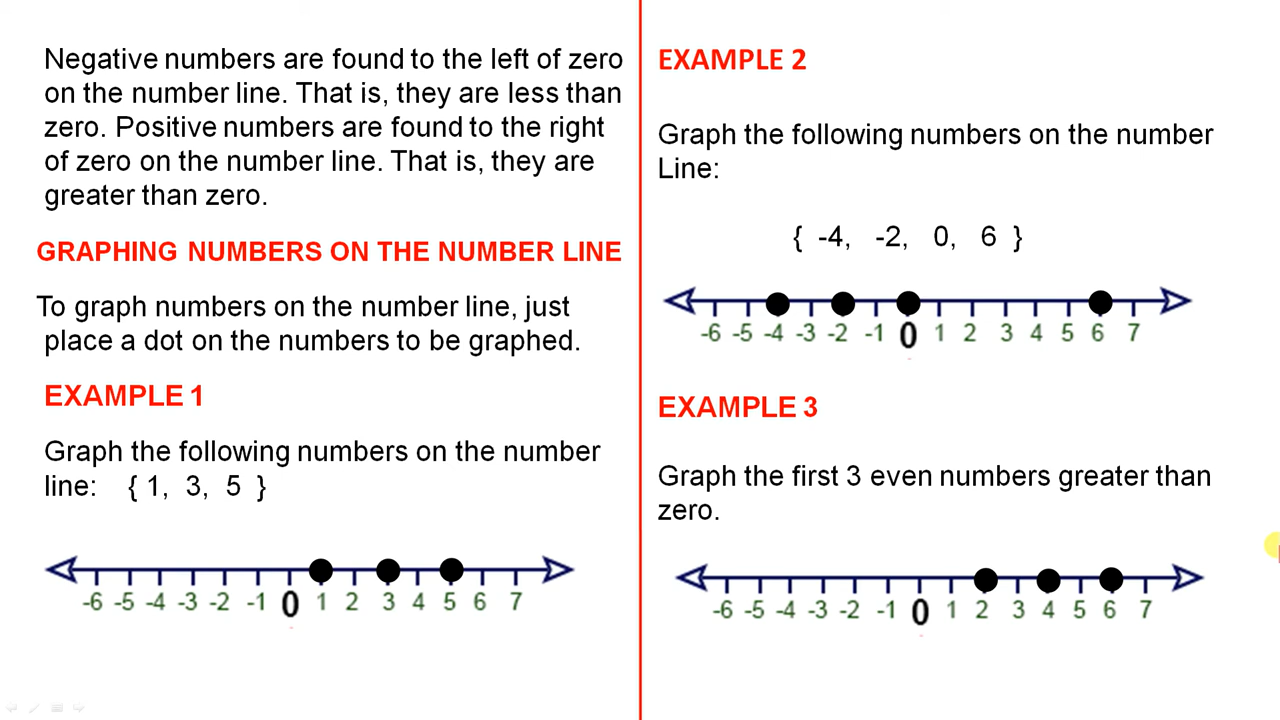 Negative numbers are found to the left of zero
on the number line. That is, they are less than
zero. Positive numbers are found to the right
of zero on the number line. That is, they are
greater than zero.
GRAPHING NUMBERS ON THE NUMBER LINE
To graph numbers on the number line, just
place a dot on the numbers to be graphed.
EXAMPLE 1
Graph the following numbers on the number
line: { 1, 3, 5 }
-6 -5 -4 -3 -2 -1 0 1 2 3 4 5 6 7
EXAMPLE 2
Graph the following numbers on the number
Line:
{ -4, -2, 0, 6 }
-6 -5 -4 -3 -2 -1 0 1 2 3 4 5 6 7
EXAMPLE 3
Graph the first 3 even numbers greater than
zero.
-6 -5 -4 -3 -2 -1 0 1 2 3 4 5 6 7